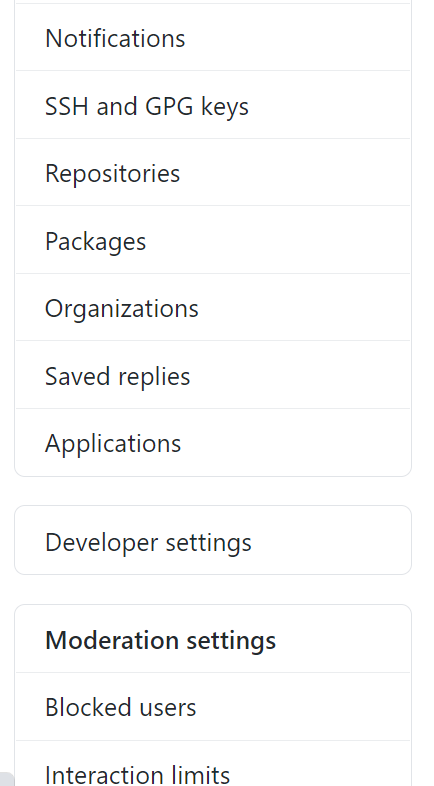 Notifications
SSH and GPG keys
Repositories
Packages
Organizations
Saved replies
Applications
Developer settings
Moderation settings
Blocked users
Interaction limits